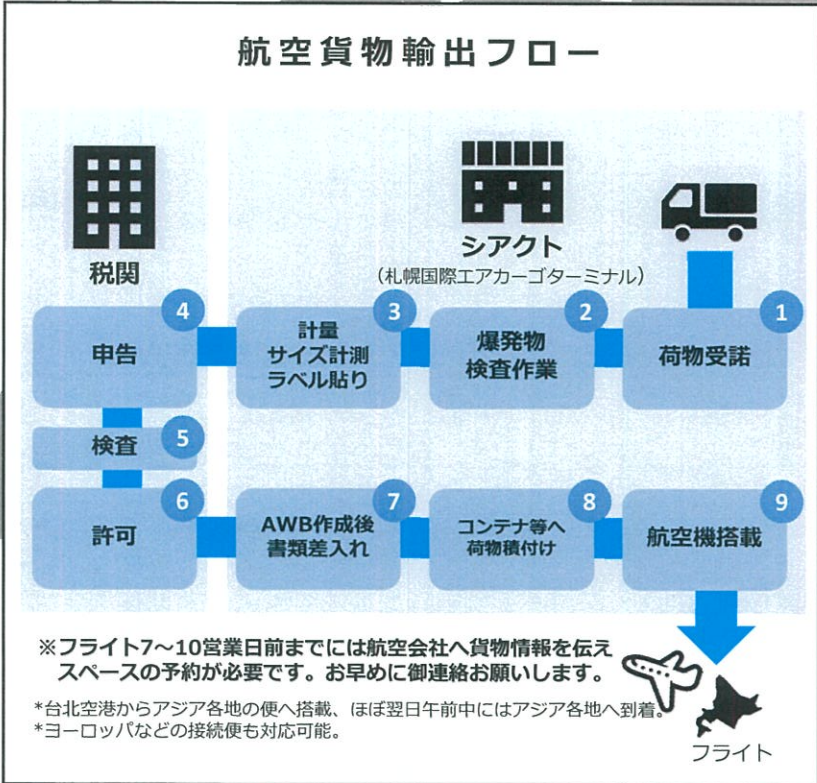 航空貨物輸出フロー
税関
シアクト
(札幌国際エアカーゴターミナル)
1
荷物受諾
2
爆発物
検査作業
3
計量
サイズ計測
ラベル貼り
4
申告
5
検査
6
許可
7
AWB作成後
書類差入れ
8
コンテナ等へ
荷物積付け
9
航空機搭載
※フライト7～10営業日前までには航空会社へ貨物情報を伝え
スペースの予約が必要です。お早めに御連絡お願いします。
*台北空港からアジア各地の便へ搭載、ほぼ翌日午前中にはアジア各地へ到着。
*ヨーロッパなどの接続便も対応可能。
フライト